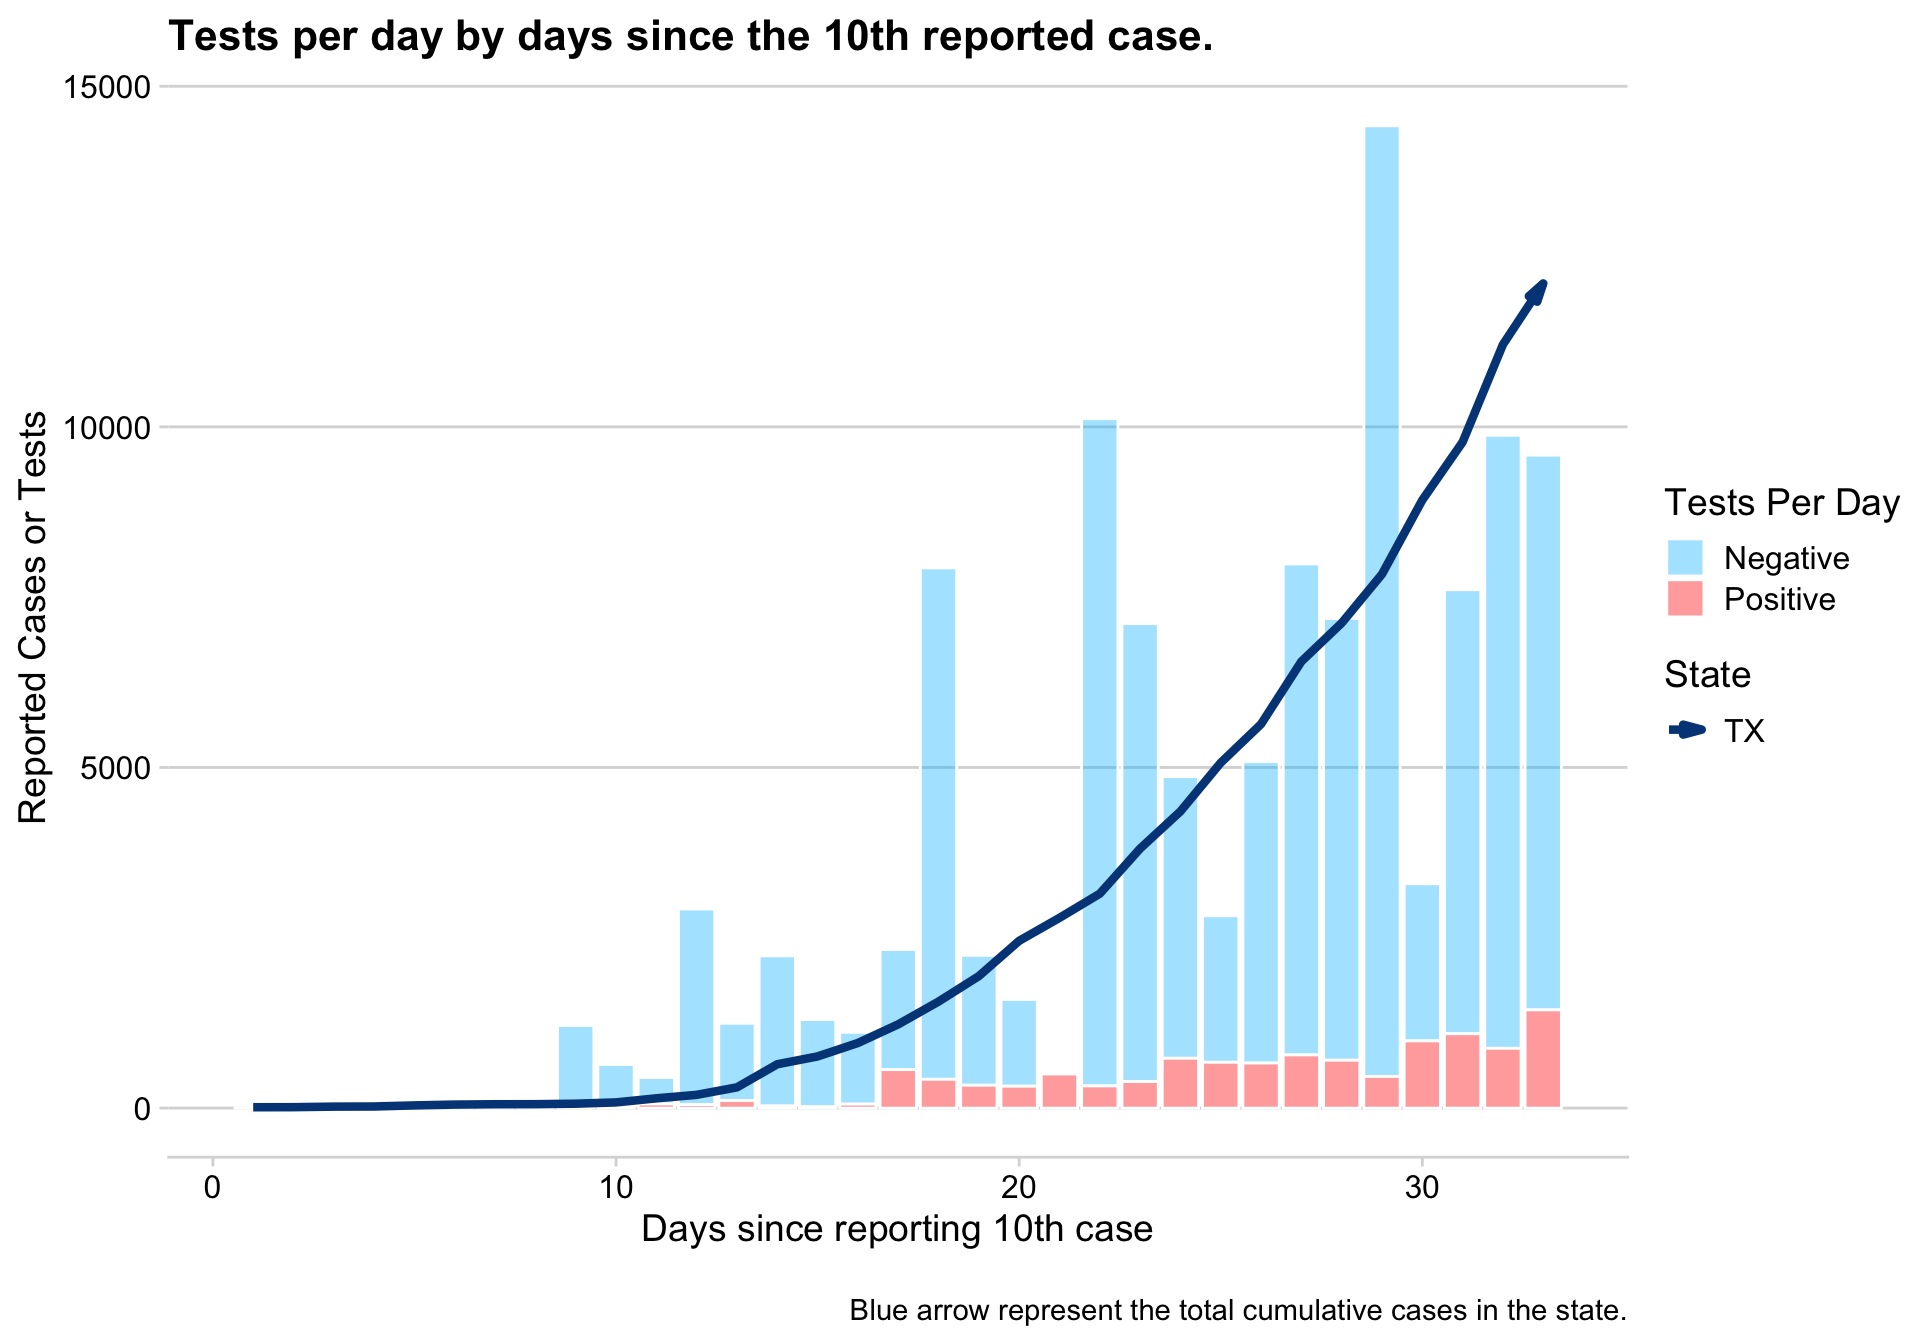 Tests per day by days since the 10th reported case.
15000
10000
5000
0
Reported Cases or Tests
0 10 20 30
Days since reporting 10th case
Tests Per Day
Negative
Positive
State
TX
Blue arrow represent the total cumulative cases in the state.